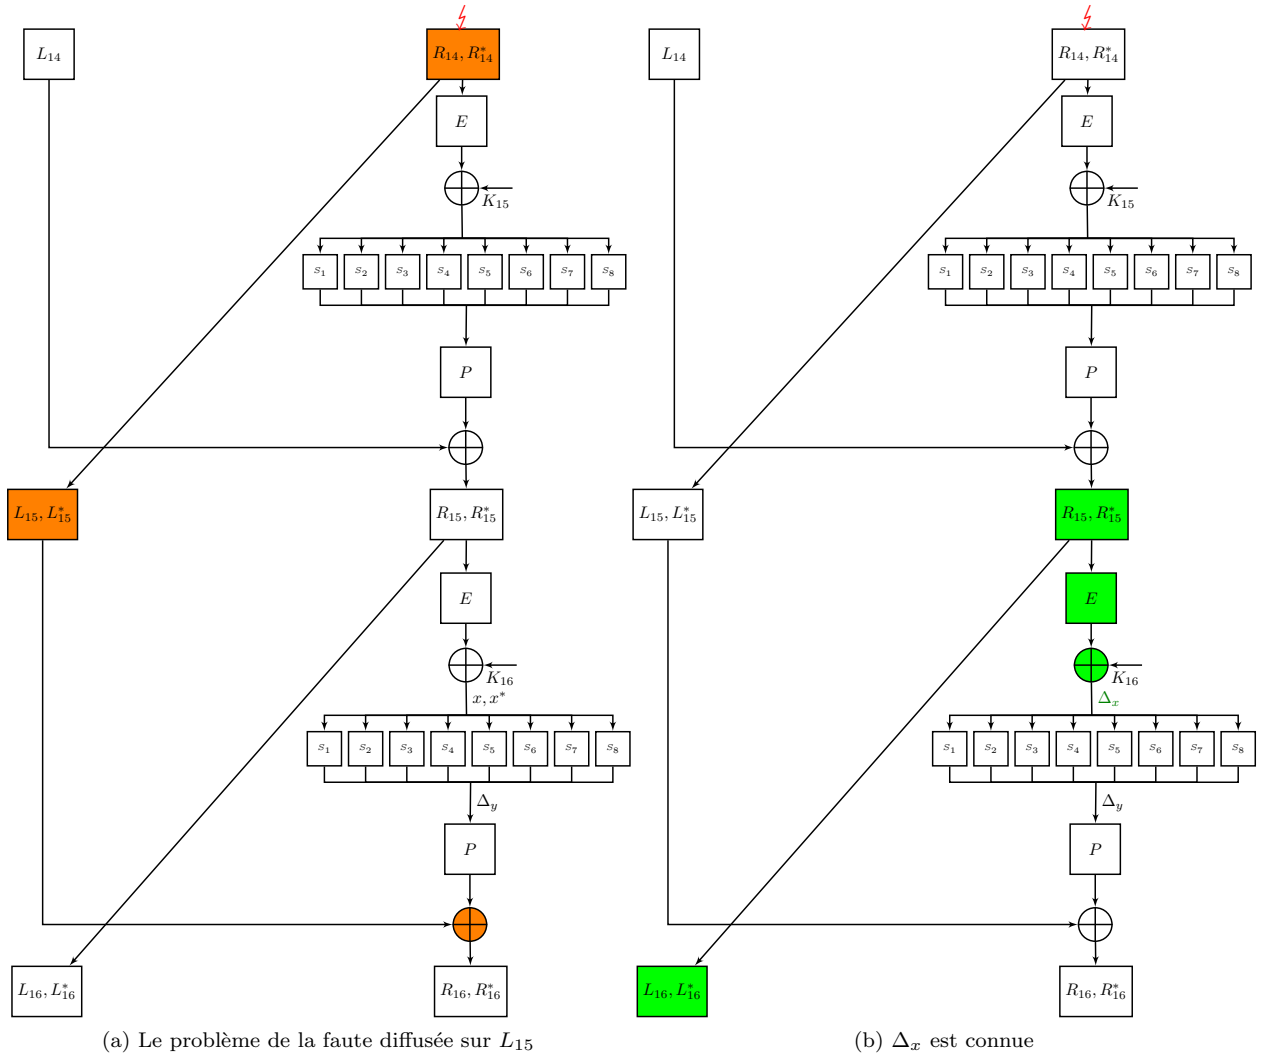 L₁₄
R₁₄, R*₁₄
E
K₁₅
S₁ S₂ S₃ S₄ S₅ S₆ S₇ S₈
P
L₁₅, L*₁₅
R₁₅, R*₁₅
E
K₁₆
x, x*
S₁ S₂ S₃ S₄ S₅ S₆ S₇ S₈
Δy
P
L₁₆, L*₁₆
R₁₆, R*₁₆
(a) Le problème de la faute diffusée sur L₁₅
L₁₄
R₁₄, R*₁₄
E
K₁₅
S₁ S₂ S₃ S₄ S₅ S₆ S₇ S₈
P
L₁₅, L*₁₅
R₁₅, R*₁₅
E
K₁₆
Δx
S₁ S₂ S₃ S₄ S₅ S₆ S₇ S₈
Δy
P
L₁₆, L*₁₆
R₁₆, R*₁₆
(b) Δx est connue